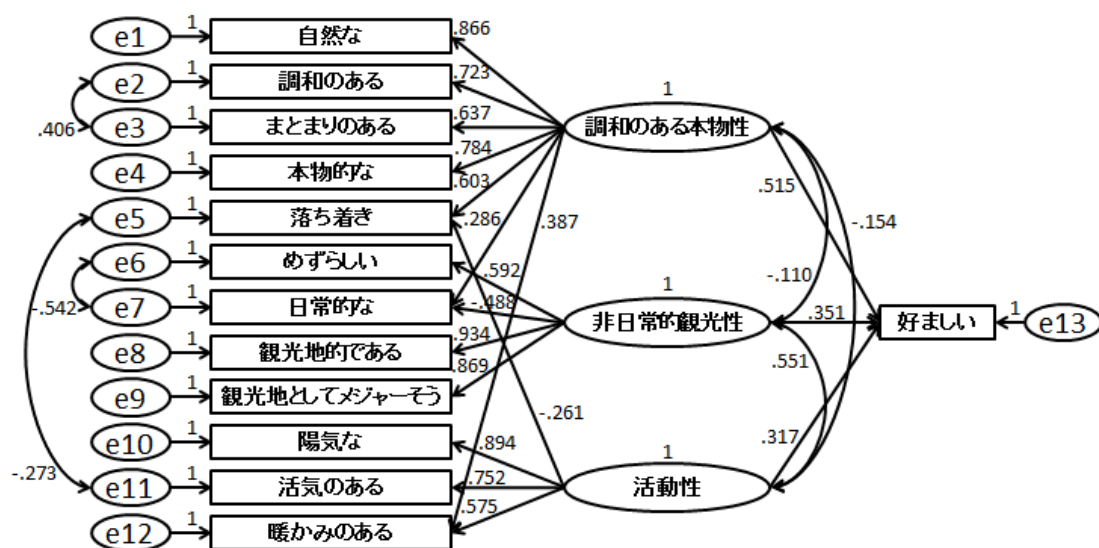 e1 1 自然な .866
e2 1 調和のある .723
.406
e3 1 まとまりのある .637
1
調和のある本物性
e4 1 本物的な .784
.603
.515
e5 1 落ち着き .286 .387
-.154
e6 1 めずらしい .592
-.110
-.542
e7 1 日常的な -.488
1
非日常的観光性
.351
好ましい
1
e13
e8 1 観光地的である .934
.869
.551
e9 1 観光地としてメジャーそう
-.261
e10 1 陽気な .894
.317
-.273
e11 1 活気のある .752
1
活動性
.575
e12 1 暖かみのある